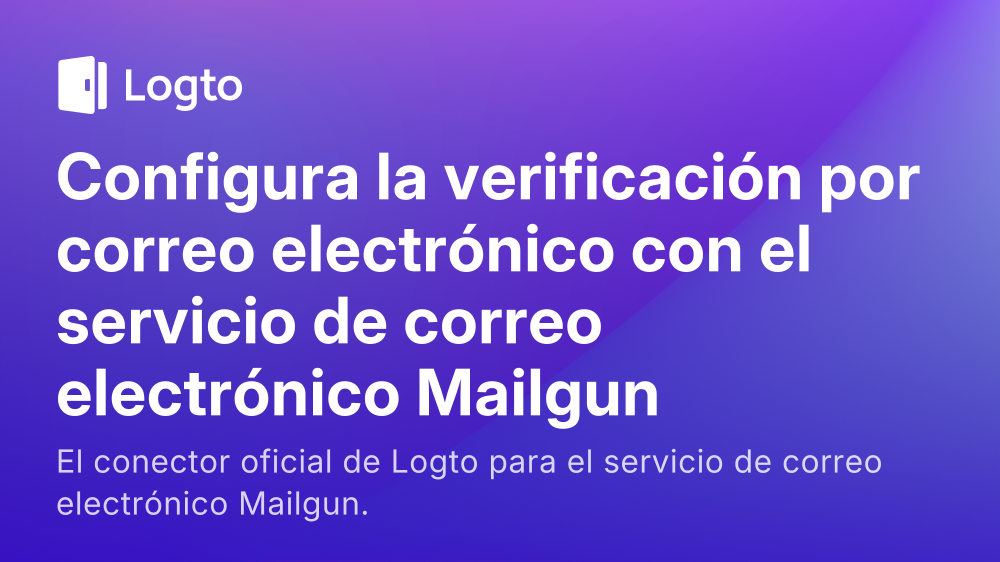 Logto
Configura la verificación por
correo electrónico con el
servicio de correo
electrónico Mailgun
El conector oficial de Logto para el servicio de correo
electrónico Mailgun.